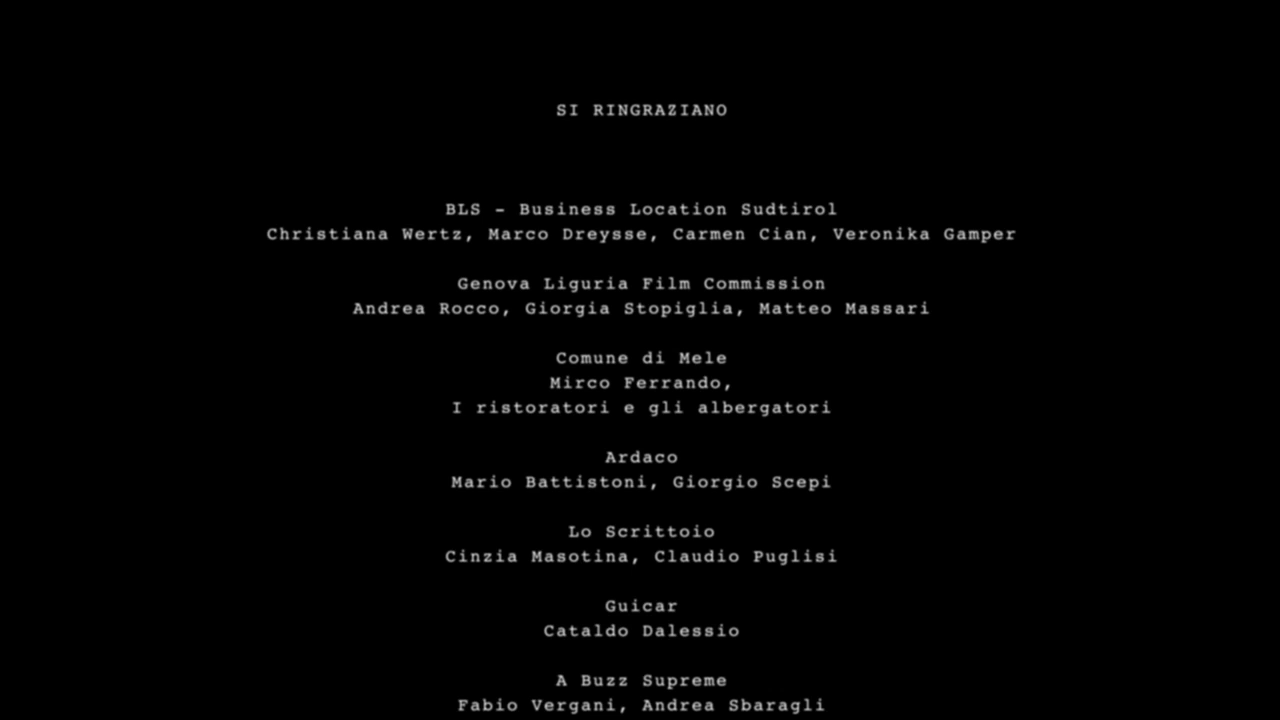 SI RINGRAZIANO
BLS - Business Location Sudtirol
Christiana Wertz, Marco Dreysse, Carmen Cian, Veronika Gamper
Genova Liguria Film Commission
Andrea Rocco, Giorgia Stopiglia, Matteo Massari
Comune di Mele
Mirco Ferrando,
I ristoratori e gli albergatori
Ardaco
Mario Battistoni, Giorgio Scepi
Lo Scrittoio
Cinzia Masotina, Claudio Puglisi
Guicar
Cataldo Dalessio
A Buzz Supreme
Fabio Vergani, Andrea Sbaragli